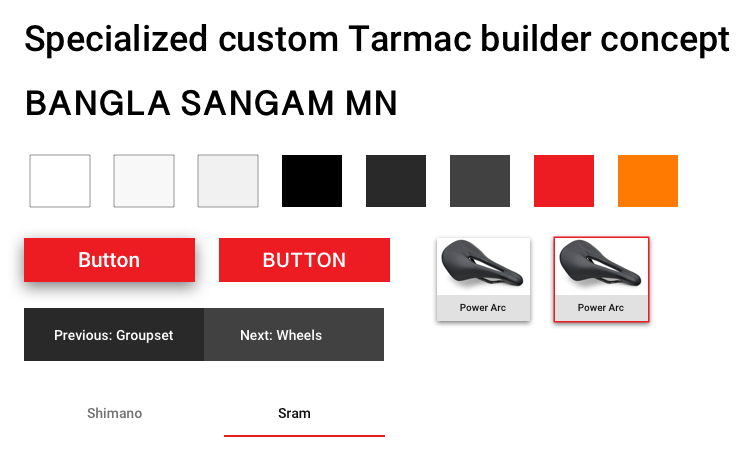 Specialized custom Tarmac builder concept
BANGLA SANGAM MN
Button
BUTTON
Power Arc
Power Arc
Previous: Groupset
Next: Wheels
Shimano
Sram